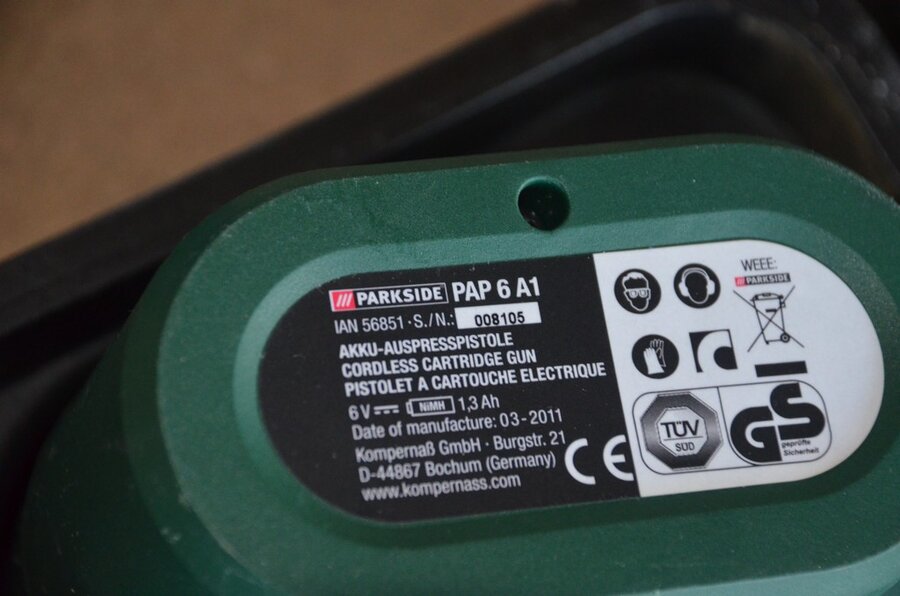 PARKSIDE PAP 6 A1
IAN 56851 · S./N.: 008105
AKKU-AUSPRESSPISTOLE
CORDLESS CARTRIDGE GUN
PISTOLET A CARTOUCHE ELECTRIQUE
6 V NiMH 1,3 Ah
Date of manufacture: 03-2011
Kompernaß GmbH · Burgstr. 21
D-44867 Bochum (Germany)
www.kompernass.com
CE
WEEE:
PARKSIDE
TÜV
SÜD
GS
geprüfte
Sicherheit